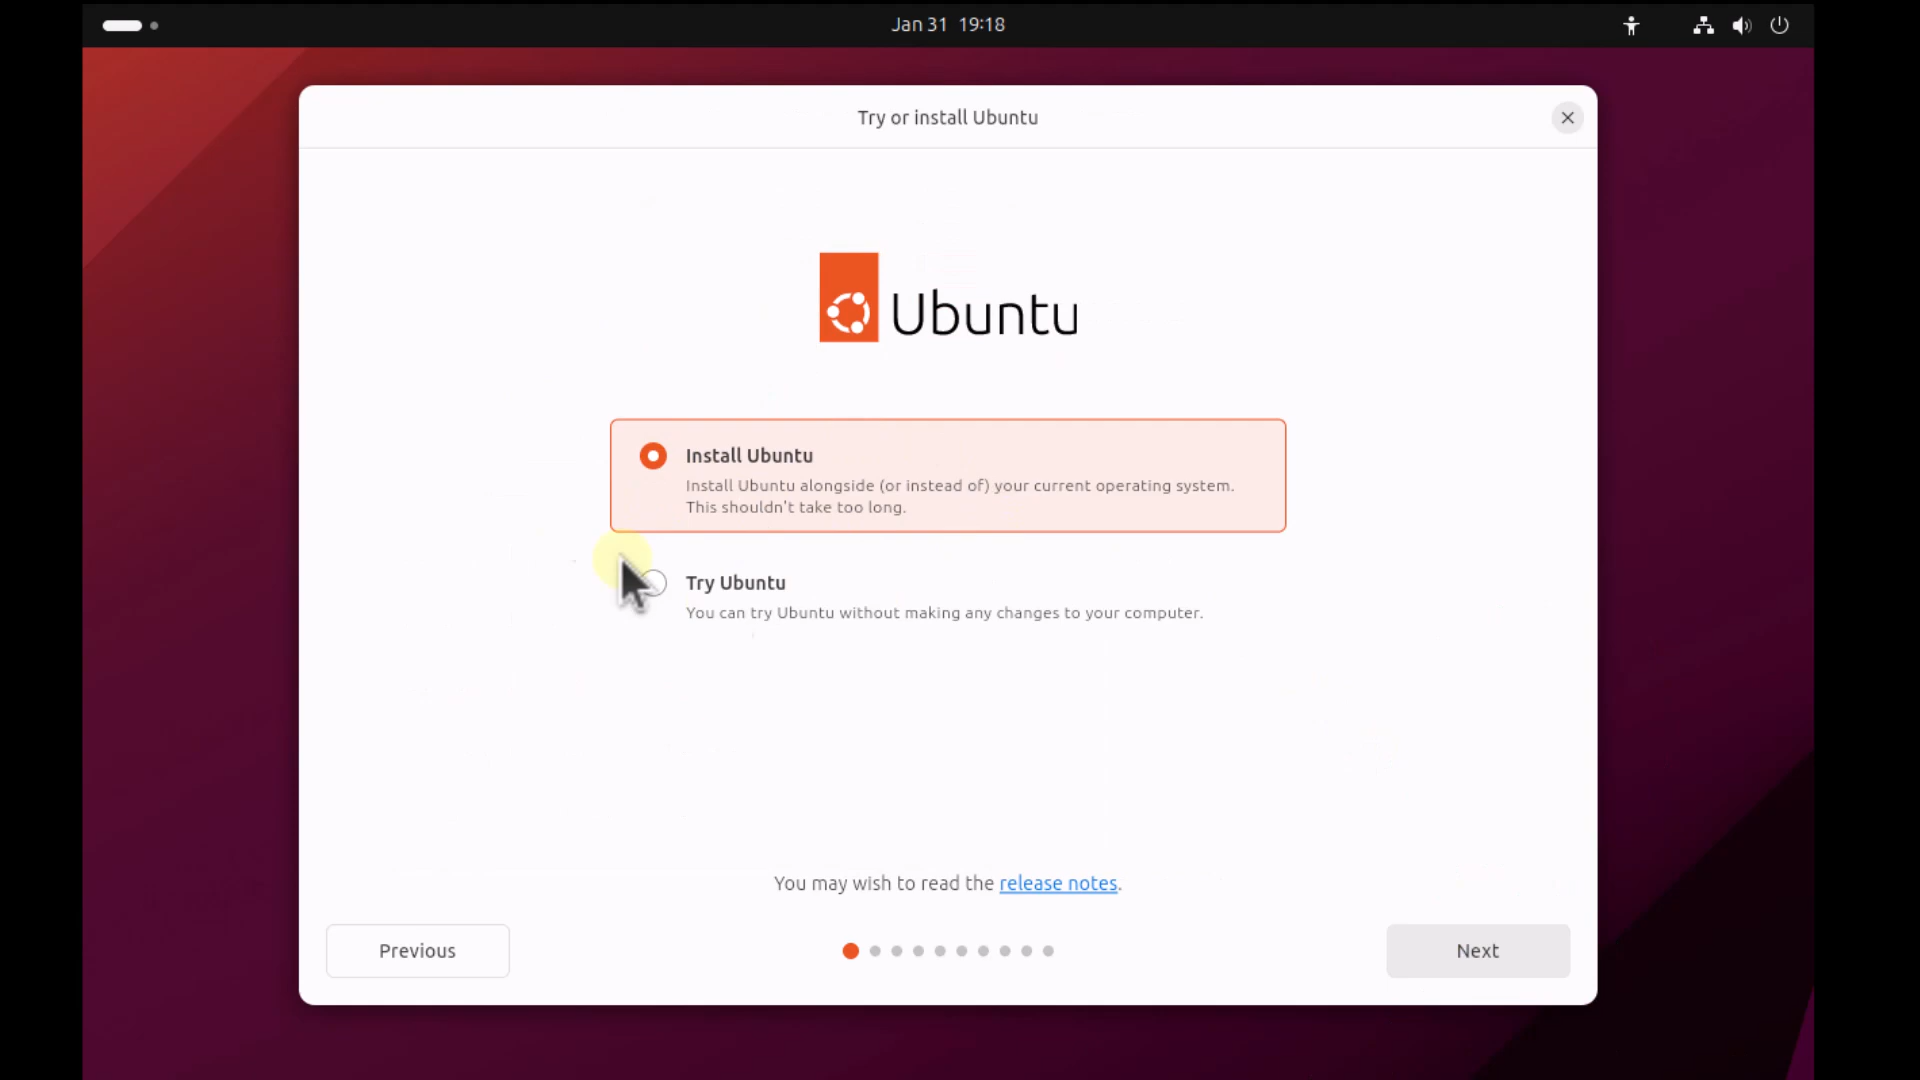 Jan 31 19:18
Try or install Ubuntu
Ubuntu
Install Ubuntu
Install Ubuntu alongside (or instead of) your current operating system.
This shouldn't take too long.
Try Ubuntu
You can try Ubuntu without making any changes to your computer.
You may wish to read the release notes.
Previous
Next